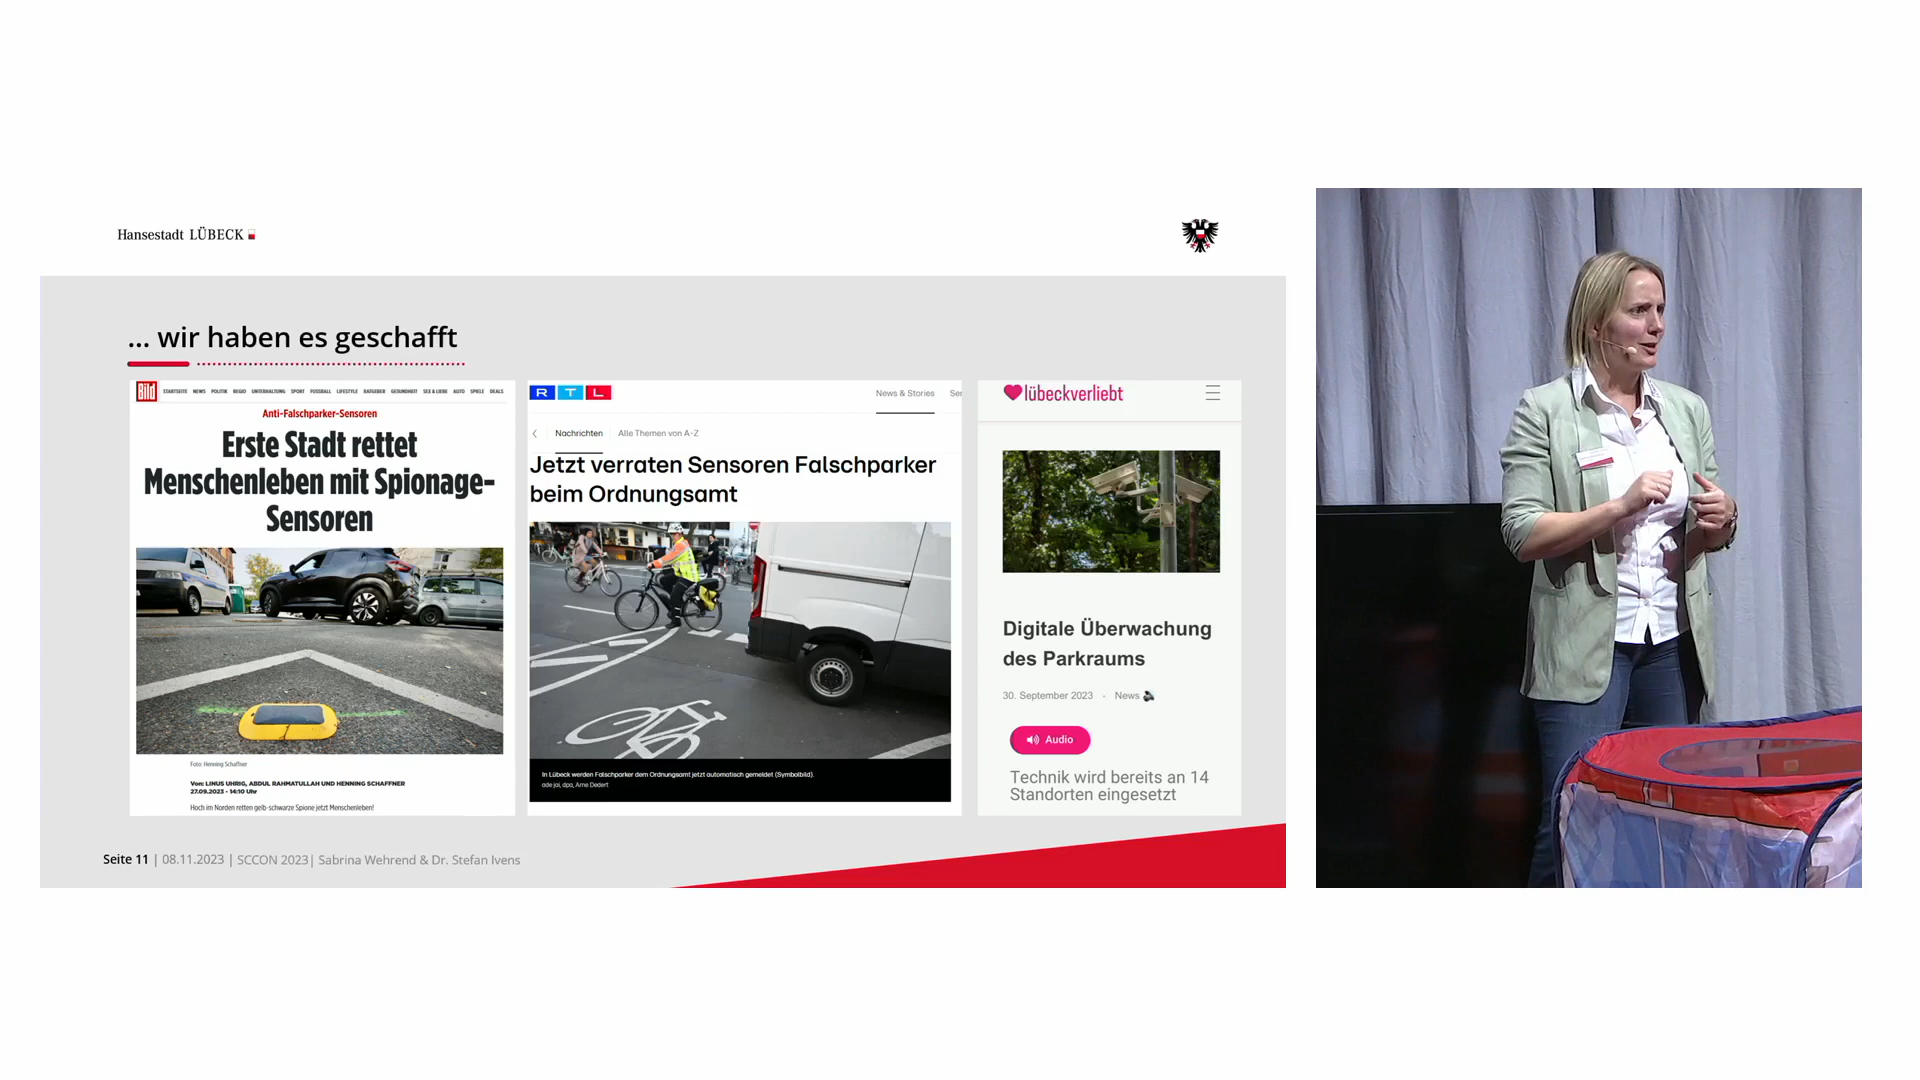 Hansestadt LÜBECK
... wir haben es geschafft
Bild
STARTSEITE NEWS POLITIK REGIO UNTERHALTUNG SPORT FUSSBALL LIFESTYLE RATGEBER GESUNDHEIT SEX & LIEBE AUTO SPIELE DEALS
Anti-Falschparker-Sensoren
Erste Stadt rettet
Menschenleben mit Spionage-
Sensoren
Foto: Henning Schaffner
Von: LINUS UHRIG, ABDUL RAHMATULLAH UND HENNING SCHAFFNER
27.09.2023 - 14:10 Uhr
Hoch im Norden retten gelb-schwarze Spione jetzt Menschenleben!
RTL
News & Stories Ser
Nachrichten Alle Themen von A-Z
Jetzt verraten Sensoren Falschparker
beim Ordnungsamt
In Lübeck werden Falschparker dem Ordnungsamt jetzt automatisch gemeldet (Symbolbild).
ade jai, dpa, Arne Dedert
lübeckverliebt
Digitale Überwachung
des Parkraums
30. September 2023 - News
Audio
Technik wird bereits an 14
Standorten eingesetzt
Seite 11 | 08.11.2023 | SCCON 2023| Sabrina Wehrend & Dr. Stefan Ivens